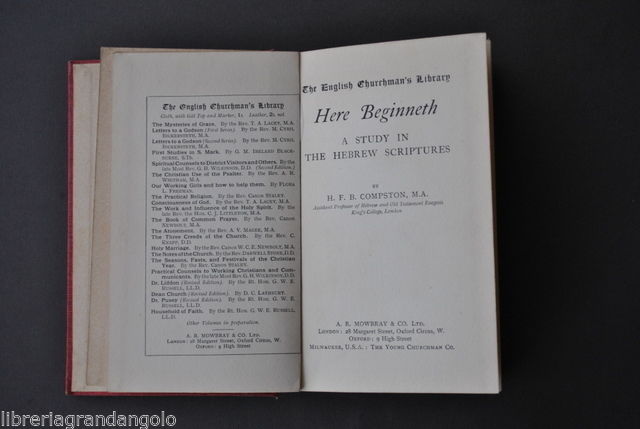 The English Churchman's Library
Cloth, with Gilt Top and Marker, 1s. Leather, 2s. net
The Mysteries of Grace. By the Rev. T. A. LACEY, M.A.
Letters to a Godson (First Series). By the Rev. M. CYRIL
BICKERSTETH, M.A.
Letters to a Godson (Second Series). By the Rev. M. CYRIL
BICKERSTETH, M.A.
First Studies in S. Mark. By G. M. IRELAND BLACK-
BURNE, S.Th.
Spiritual Counsels to District Visitors and Others. By the
late Most Rev. G. H. WILKINSON, D.D. (Second Edition.)
The Christian Use of the Psalter. By the Rev. A. R.
WHITHAM, M.A.
Our Working Girls and how to help them. By FLORA
L. FREEMAN.
The Practical Religion. By the Rev. Canon STALEY.
Consciousness of God. By the Rev. T. A. LACEY, M.A.
The Work and Influence of the Holy Spirit. By the
late Rev. the Hon. C. J. LITTLETON, M.A.
The Book of Common Prayer. By the Rev. Canon
NEWBOLT, M.A.
The Atonement. By the Rev. A. V. MAGEE, M.A.
The Three Creeds of the Church. By the Rev. C.
KNAPP, D.D.
Holy Marriage. By the Rev. Canon W. C. E. NEWBOLT, M.A.
The Notes of the Church. By the Rev. DARWELL STONE, D.D.
The Seasons, Fasts, and Festivals of the Christian
Year. By the Rev. Canon STALEY.
Practical Counsels to Working Christians and Com-
municants. By the late Most Rev. G. H. WILKINSON, D.D.
Dr. Liddon (Revised Edition). By the Rt. Hon. G. W. E.
RUSSELL, LL.D.
Dean Church (Revised Edition). By D. C. LATHBURY.
Dr. Pusey (Revised Edition). By the Rt. Hon. G. W. E.
RUSSELL, LL.D.
Household of Faith. By the Rt. Hon. G. W. E. RUSSELL,
LL.D.
Other Volumes in preparation.
A. R. MOWBRAY & CO. LTD.
LONDON: 28 Margaret Street, Oxford Circus, W.
OXFORD: 9 High Street
The English Churchman's Library
Here Beginneth
A STUDY IN
THE HEBREW SCRIPTURES
BY
H. F. B. COMPSTON, M.A.
Assistant Professor of Hebrew and Old Testament Exegesis
King's College, London
A. R. MOWBRAY & CO. LTD.
LONDON: 28 Margaret Street, Oxford Circus, W.
OXFORD: 9 High Street
MILWAUKEE, U.S.A.: THE YOUNG CHURCHMAN CO.
libreriagrandangolo